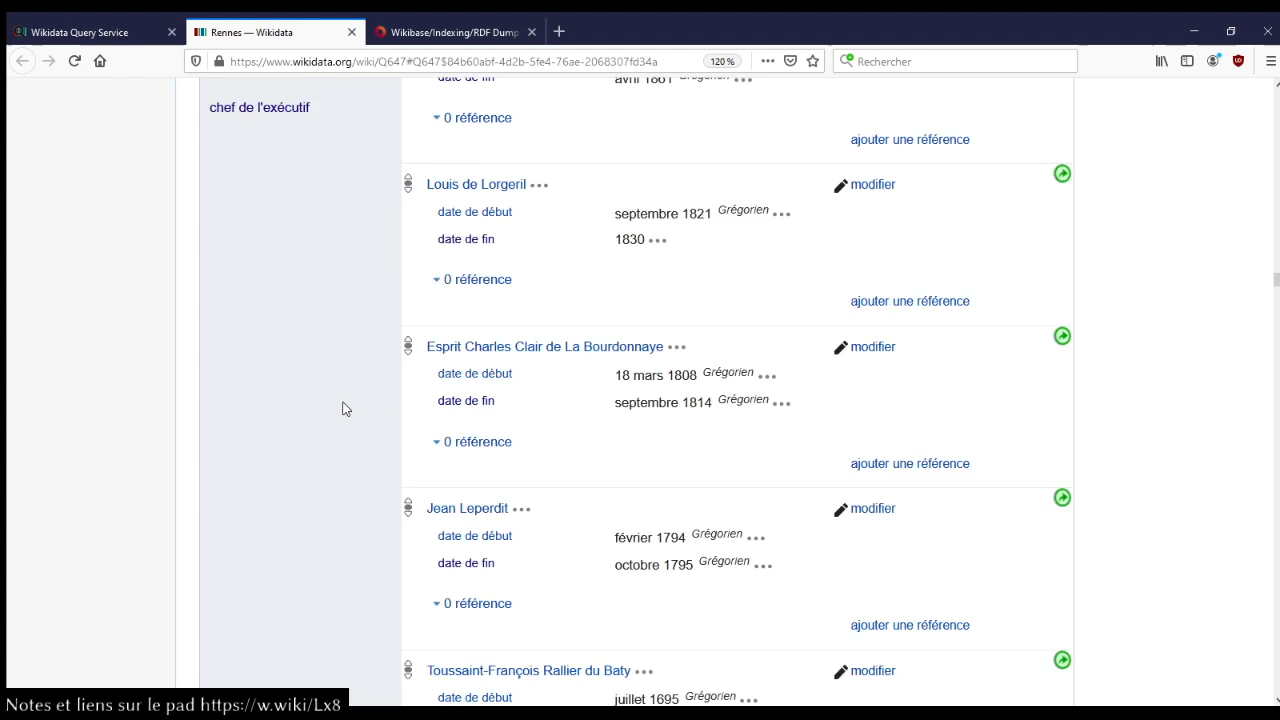 Wikidata Query Service
Rennes — Wikidata
Wikibase/Indexing/RDF Dump
https://www.wikidata.org/wiki/Q647#Q647$84b60abf-4d2b-5fe4-76ae-2068307fd34a
120 %
Rechercher
chef de l'exécutif
date de fin
avril 1861 Grégorien
0 référence
ajouter une référence
Louis de Lorgeril
modifier
date de début
septembre 1821 Grégorien
date de fin
1830
0 référence
ajouter une référence
Esprit Charles Clair de La Bourdonnaye
modifier
date de début
18 mars 1808 Grégorien
date de fin
septembre 1814 Grégorien
0 référence
ajouter une référence
Jean Leperdit
modifier
date de début
février 1794 Grégorien
date de fin
octobre 1795 Grégorien
0 référence
ajouter une référence
Toussaint-François Rallier du Baty
modifier
date de début
juillet 1695 Grégorien
Notes et liens sur le pad https://w.wiki/Lx8